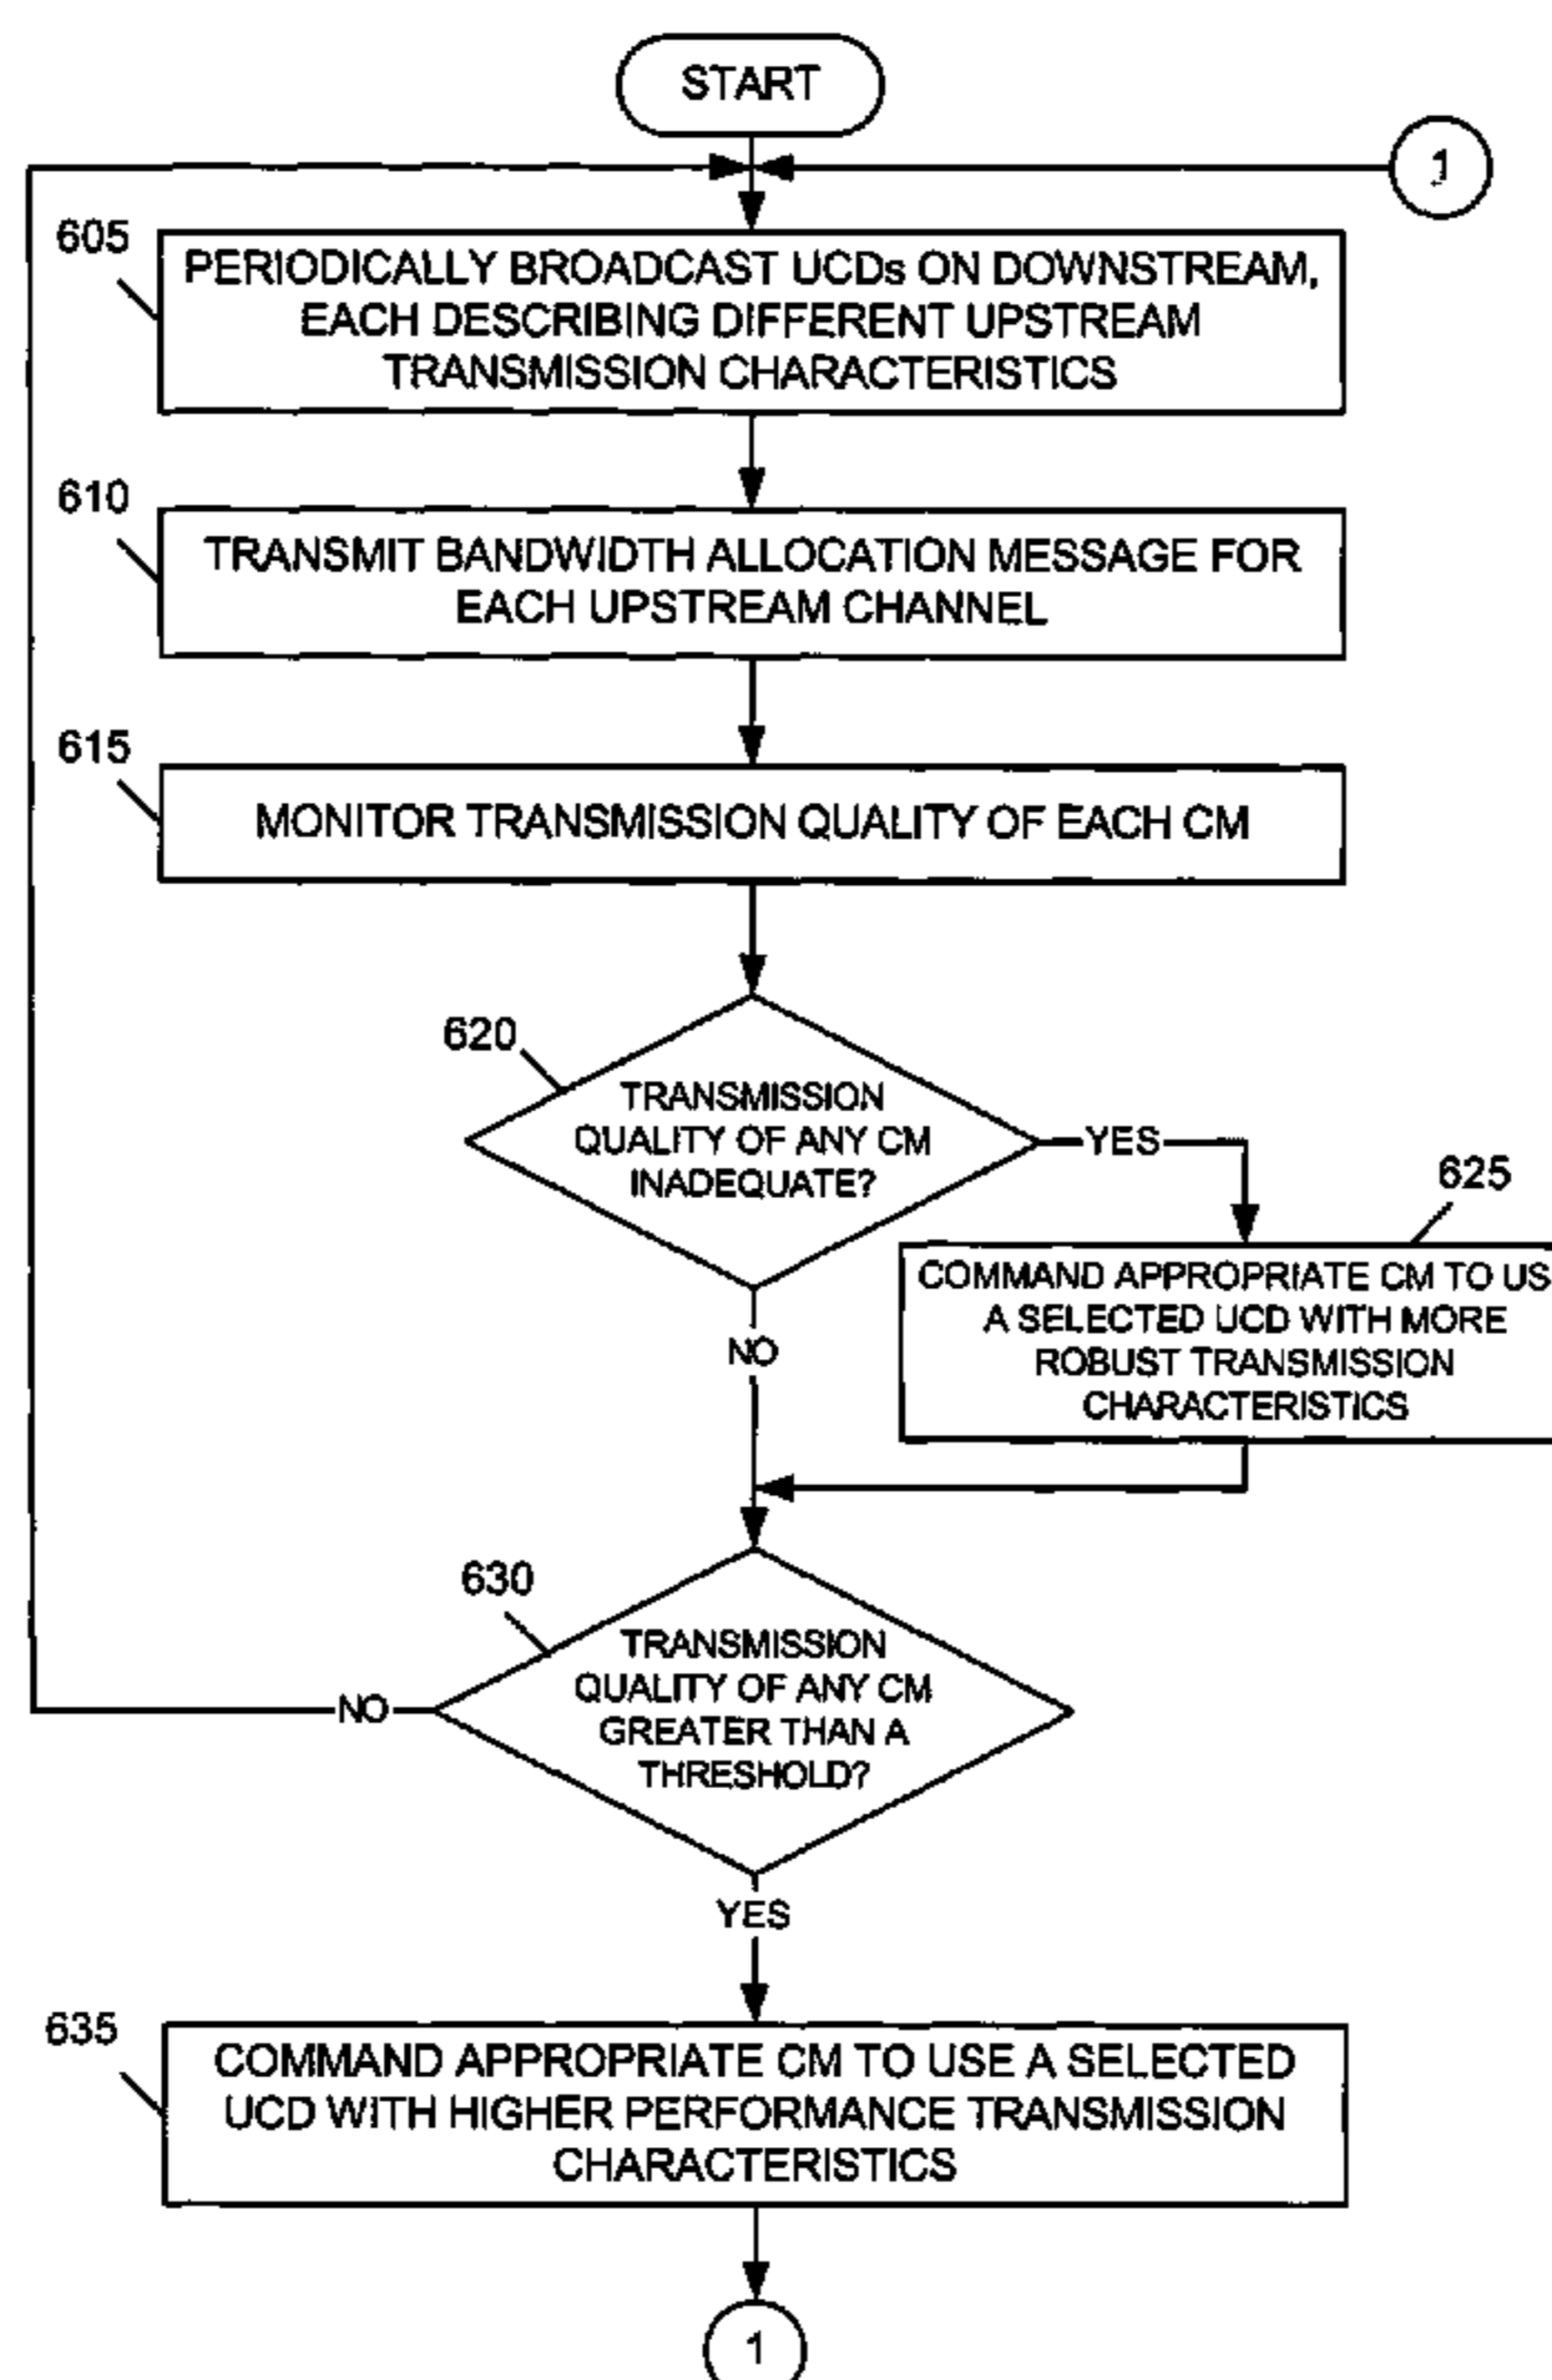 START
1
605
PERIODICALLY BROADCAST UCDs ON DOWNSTREAM,
EACH DESCRIBING DIFFERENT UPSTREAM
TRANSMISSION CHARACTERISTICS
610
TRANSMIT BANDWIDTH ALLOCATION MESSAGE FOR
EACH UPSTREAM CHANNEL
615
MONITOR TRANSMISSION QUALITY OF EACH CM
620
TRANSMISSION
QUALITY OF ANY CM
INADEQUATE?
YES
625
COMMAND APPROPRIATE CM TO US
A SELECTED UCD WITH MORE
ROBUST TRANSMISSION
CHARACTERISTICS
NO
630
TRANSMISSION
QUALITY OF ANY CM
GREATER THAN A
THRESHOLD?
NO
YES
635
COMMAND APPROPRIATE CM TO USE A SELECTED
UCD WITH HIGHER PERFORMANCE TRANSMISSION
CHARACTERISTICS
1